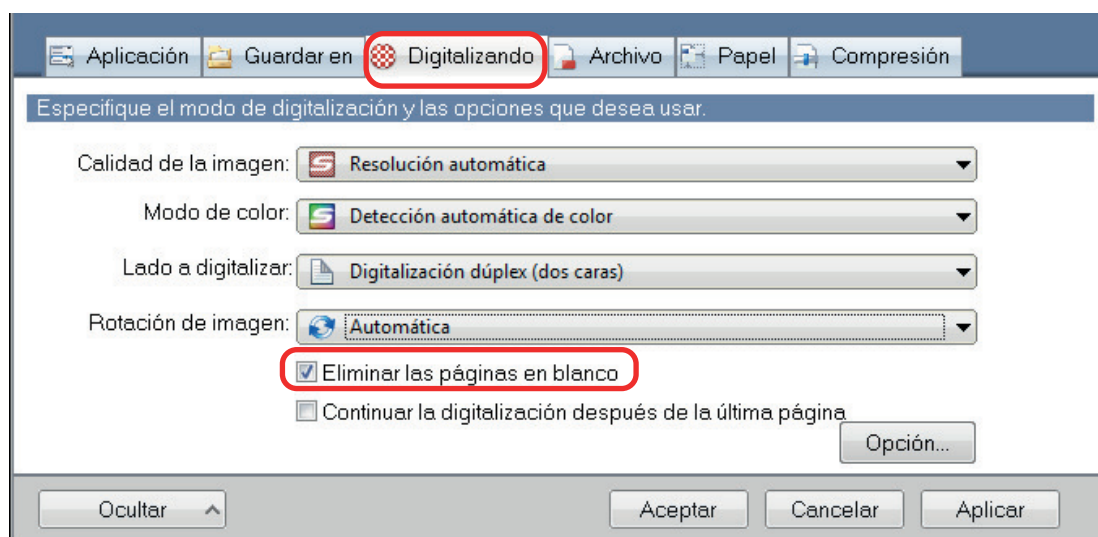 Aplicación Guardar en Digitalizando Archivo Papel Compresión
Especifique el modo de digitalización y las opciones que desea usar.
Calidad de la imagen: Resolución automática
Modo de color: Detección automática de color
Lado a digitalizar: Digitalización dúplex (dos caras)
Rotación de imagen: Automática
Eliminar las páginas en blanco
Continuar la digitalización después de la última página
Opción...
Ocultar Aceptar Cancelar Aplicar